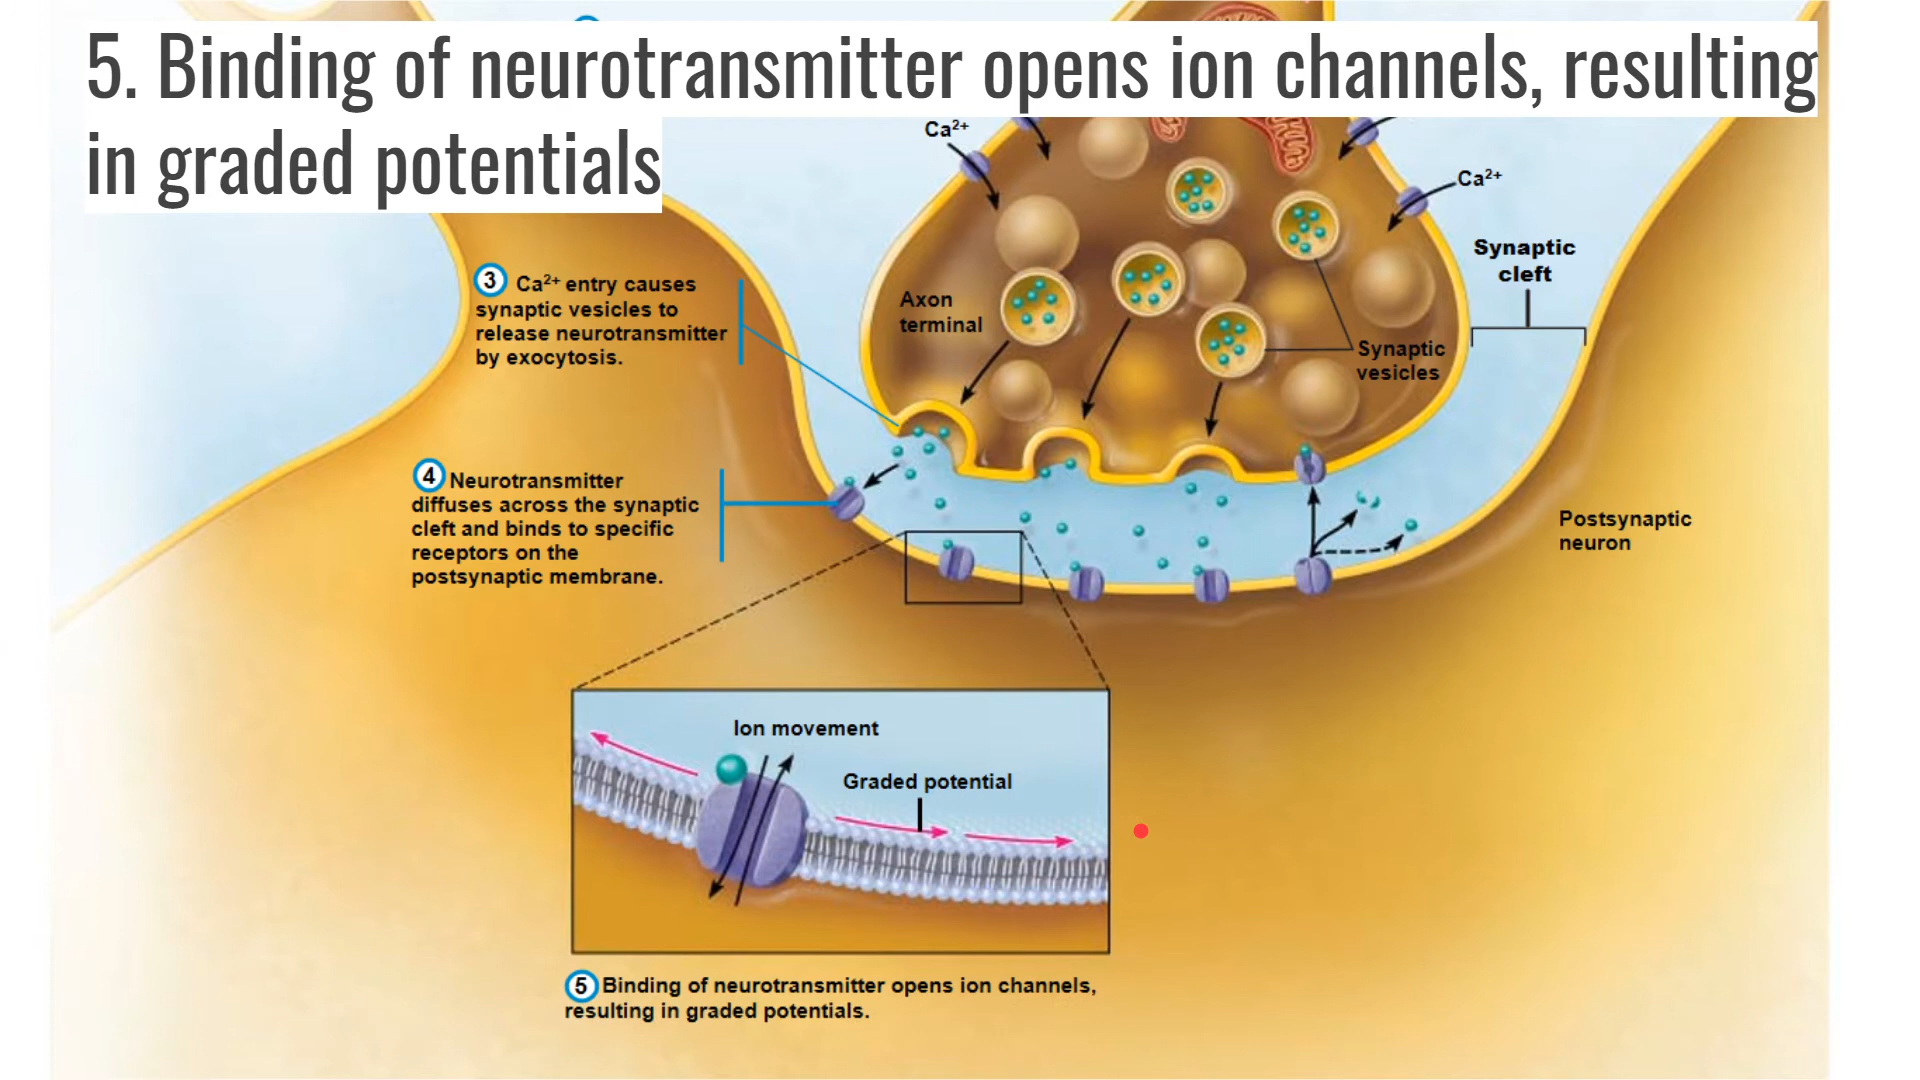 5. Binding of neurotransmitter opens ion channels, resulting
in graded potentials
Ca2+
Ca2+
Synaptic
cleft
3 Ca2+ entry causes
synaptic vesicles to
release neurotransmitter
by exocytosis.
Axon
terminal
Synaptic
vesicles
4 Neurotransmitter
diffuses across the synaptic
cleft and binds to specific
receptors on the
postsynaptic membrane.
Postsynaptic
neuron
Ion movement
Graded potential
5 Binding of neurotransmitter opens ion channels,
resulting in graded potentials.